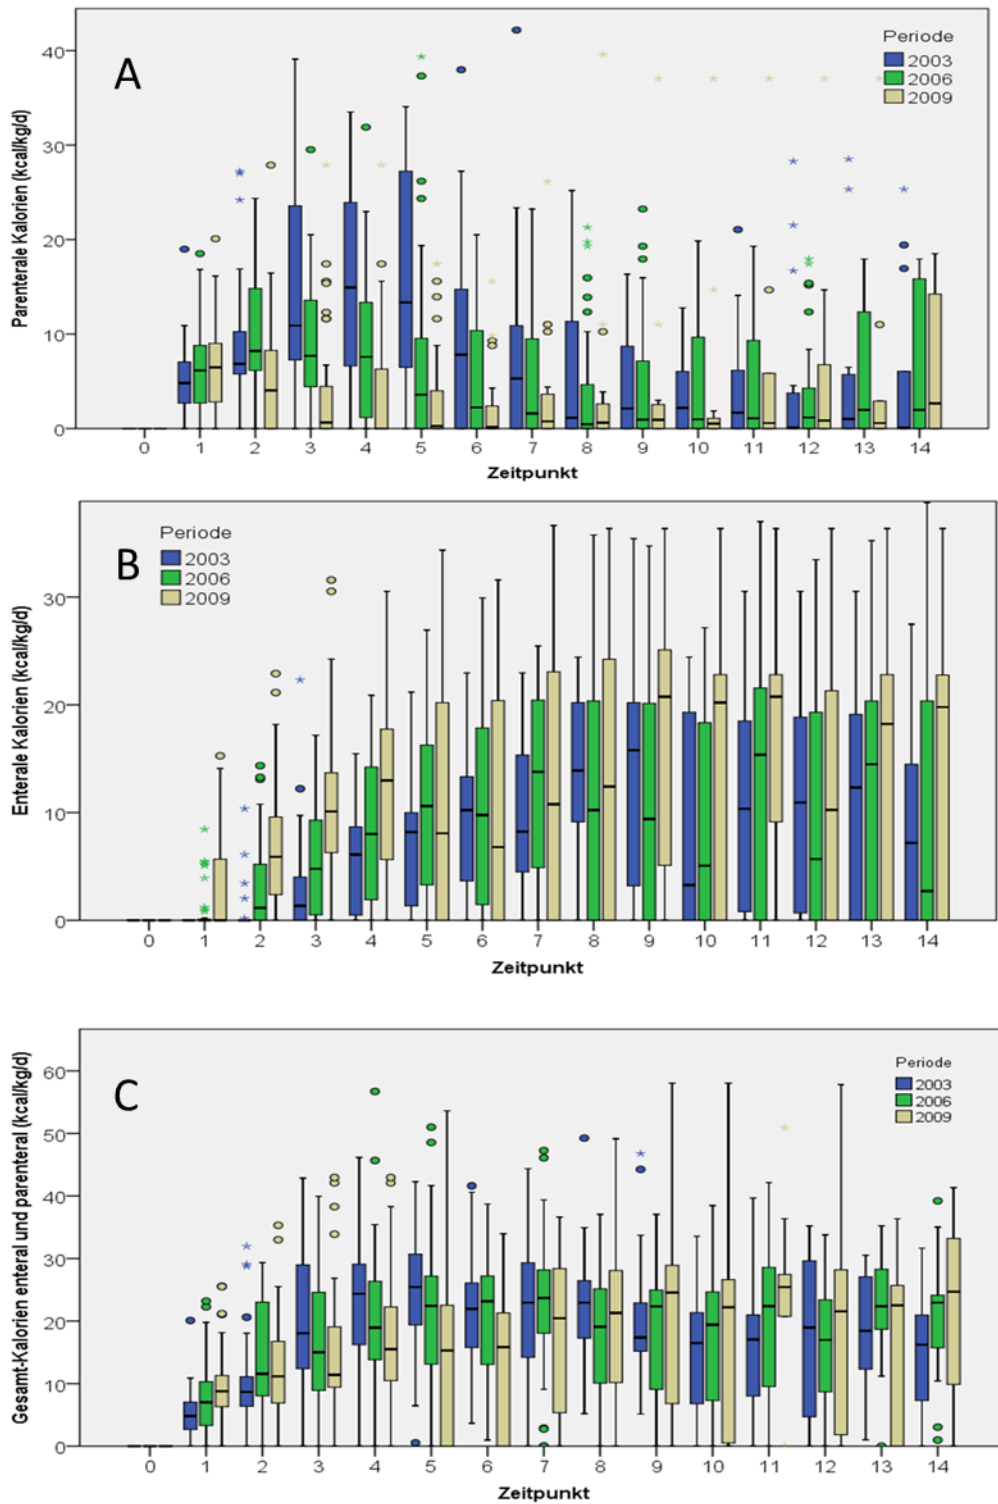 A
Parenterale Kalorien (kcal/kg/d)
40
30
20
10
0
Periode
2003
2006
2009
0 1 2 3 4 5 6 7 8 9 10 11 12 13 14
Zeitpunkt
B
Enterale Kalorien (kcal/kg/d)
30
20
10
0
Periode
2003
2006
2009
0 1 2 3 4 5 6 7 8 9 10 11 12 13 14
Zeitpunkt
C
Gesamt-Kalorien enteral und parenteral (kcal/kg/d)
60
50
40
30
20
10
0
Periode
2003
2006
2009
0 1 2 3 4 5 6 7 8 9 10 11 12 13 14
Zeitpunkt